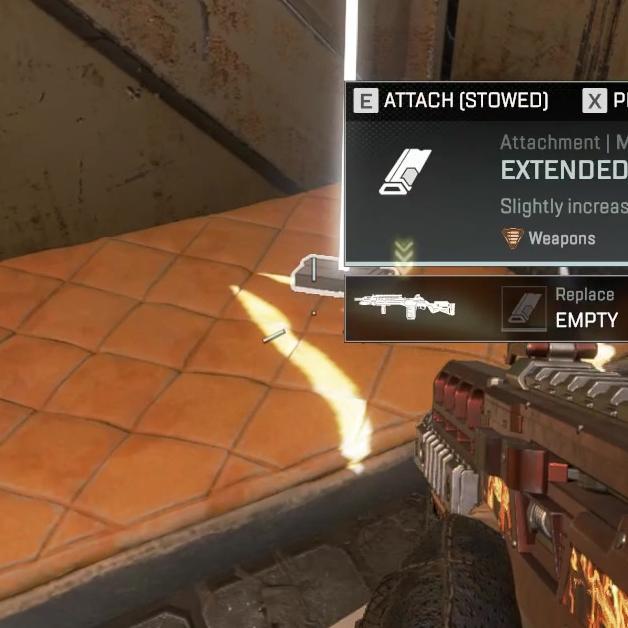 E ATTACH (STOWED) X P
Attachment | M
EXTENDED
Slightly increas
Weapons
Replace
EMPTY